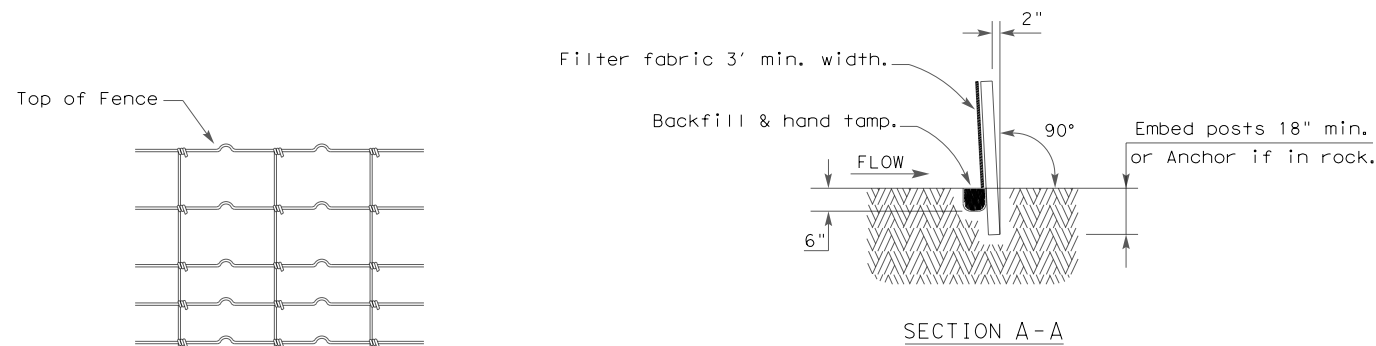 2"
Filter fabric 3' min. width.
Top of Fence
Backfill & hand tamp.
90°
Embed posts 18" min.
or Anchor if in rock.
FLOW
6"
SECTION A-A